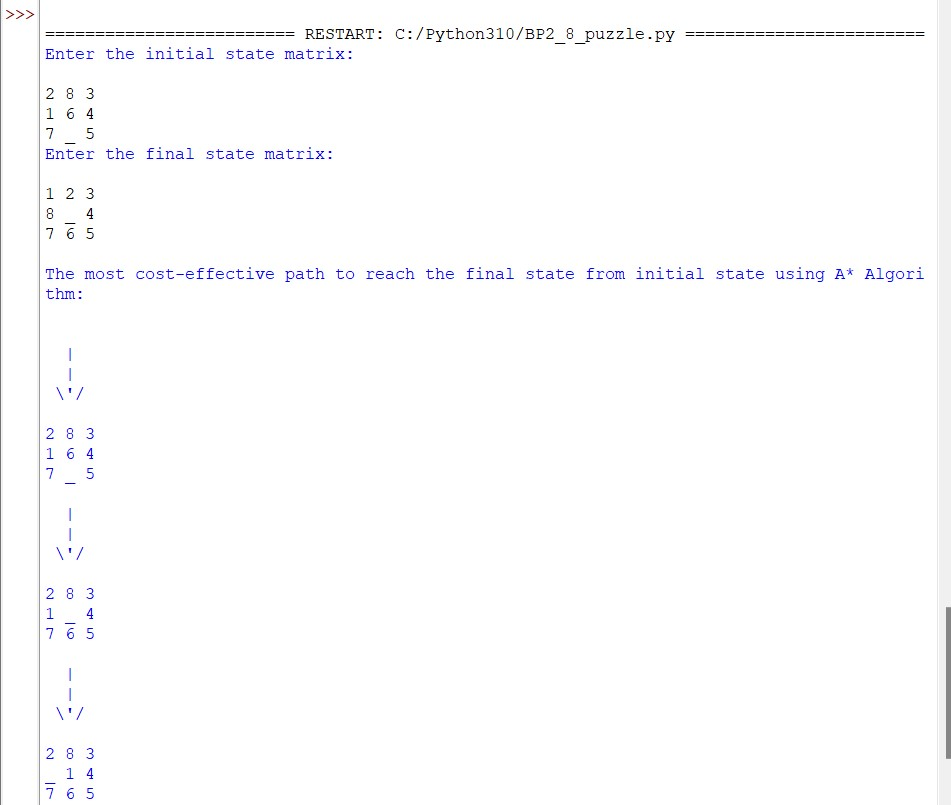 >>>
========================= RESTART: C:/Python310/BP2_8_puzzle.py ========================
Enter the initial state matrix:
2 8 3
1 6 4
7 _ 5
Enter the final state matrix:
1 2 3
8 _ 4
7 6 5
The most cost-effective path to reach the final state from initial state using A* Algori
thm:
|
|
\'/
2 8 3
1 6 4
7 _ 5
|
|
\'/
2 8 3
1 _ 4
7 6 5
|
|
\'/
2 8 3
_ 1 4
7 6 5